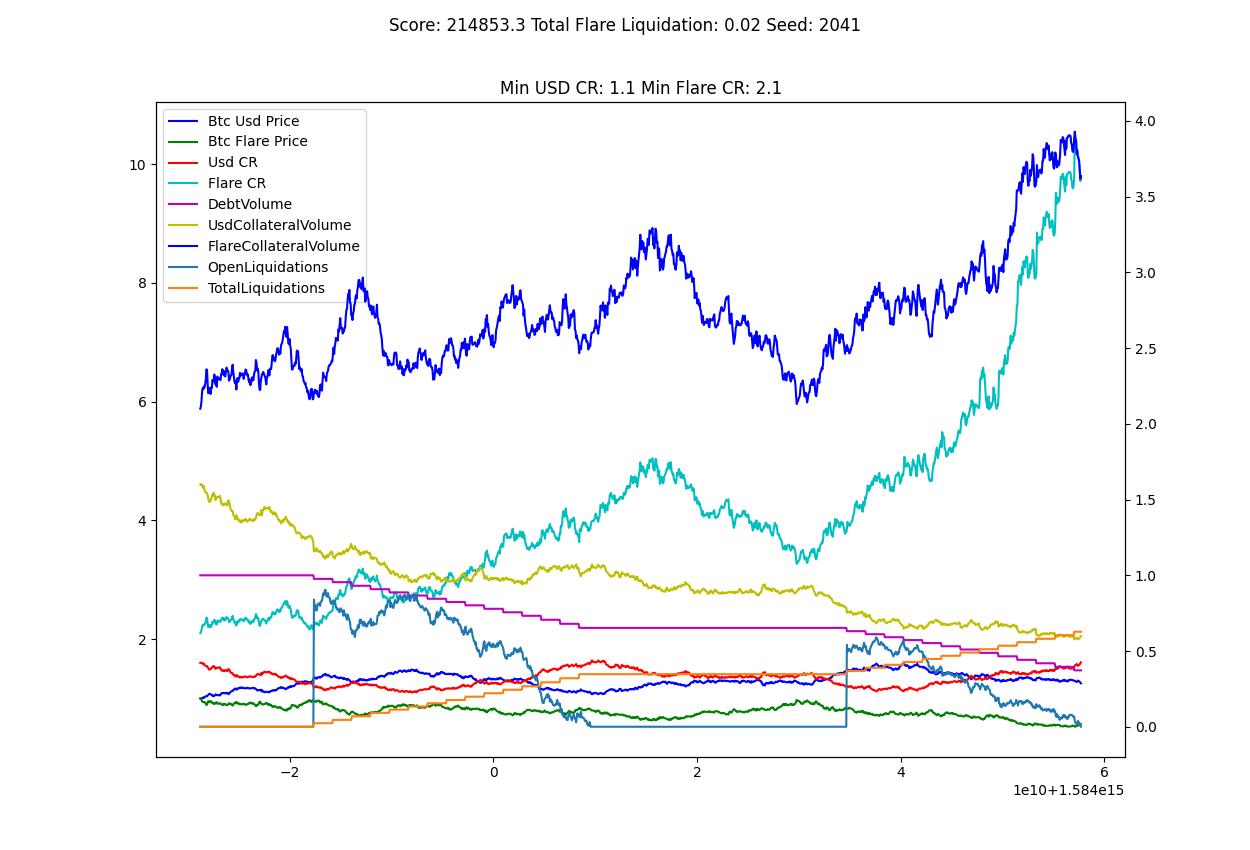 Score: 214853.3 Total Flare Liquidation: 0.02 Seed: 2041
Min USD CR: 1.1 Min Flare CR: 2.1
Btc Usd Price
Btc Flare Price
Usd CR
Flare CR
DebtVolume
UsdCollateralVolume
FlareCollateralVolume
OpenLiquidations
TotalLiquidations
10
8
6
4
2
4.0
3.5
3.0
2.5
2.0
1.5
1.0
0.5
0.0
−2
0
2
4
6
1e10+1.584e15